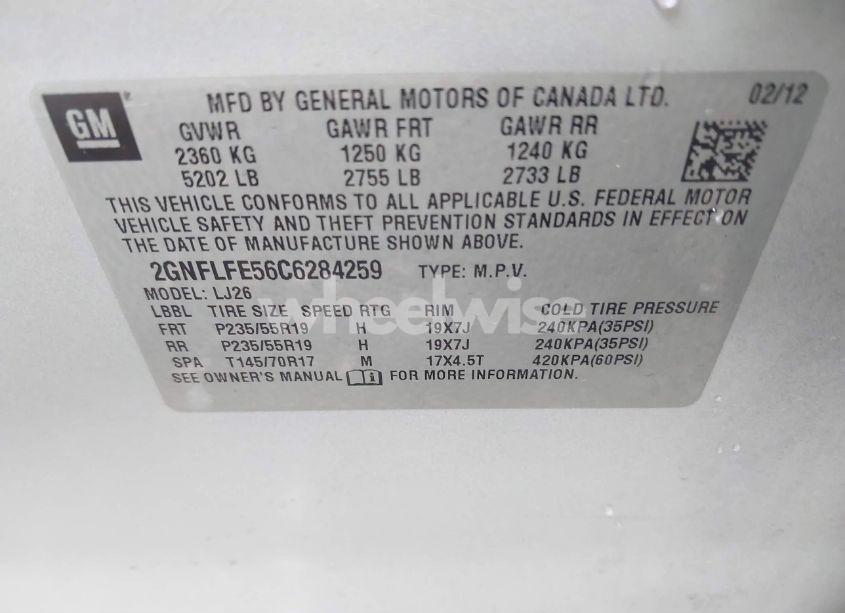 GM
MFD BY GENERAL MOTORS OF CANADA LTD. 02/12
GVWR GAWR FRT GAWR RR
2360 KG 1250 KG 1240 KG
5202 LB 2755 LB 2733 LB
THIS VEHICLE CONFORMS TO ALL APPLICABLE U.S. FEDERAL MOTOR
VEHICLE SAFETY AND THEFT PREVENTION STANDARDS IN EFFECT ON
THE DATE OF MANUFACTURE SHOWN ABOVE.
2GNFLFE56C6284259 TYPE: M.P.V.
MODEL: LJ26
wheelwise
LBBL TIRE SIZE SPEED RTG RIM COLD TIRE PRESSURE
FRT P235/55R19 H 19X7J 240KPA(35PSI)
RR P235/55R19 H 19X7J 240KPA(35PSI)
SPA T145/70R17 M 17X4.5T 420KPA(60PSI)
SEE OWNER'S MANUAL FOR MORE INFORMATION.